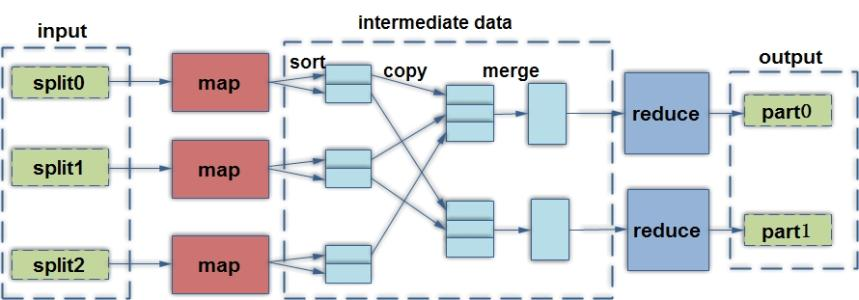 intermediate data
input
output
sort
copy
merge
split0
map
reduce
part0
split1
map
split2
map
reduce
part1